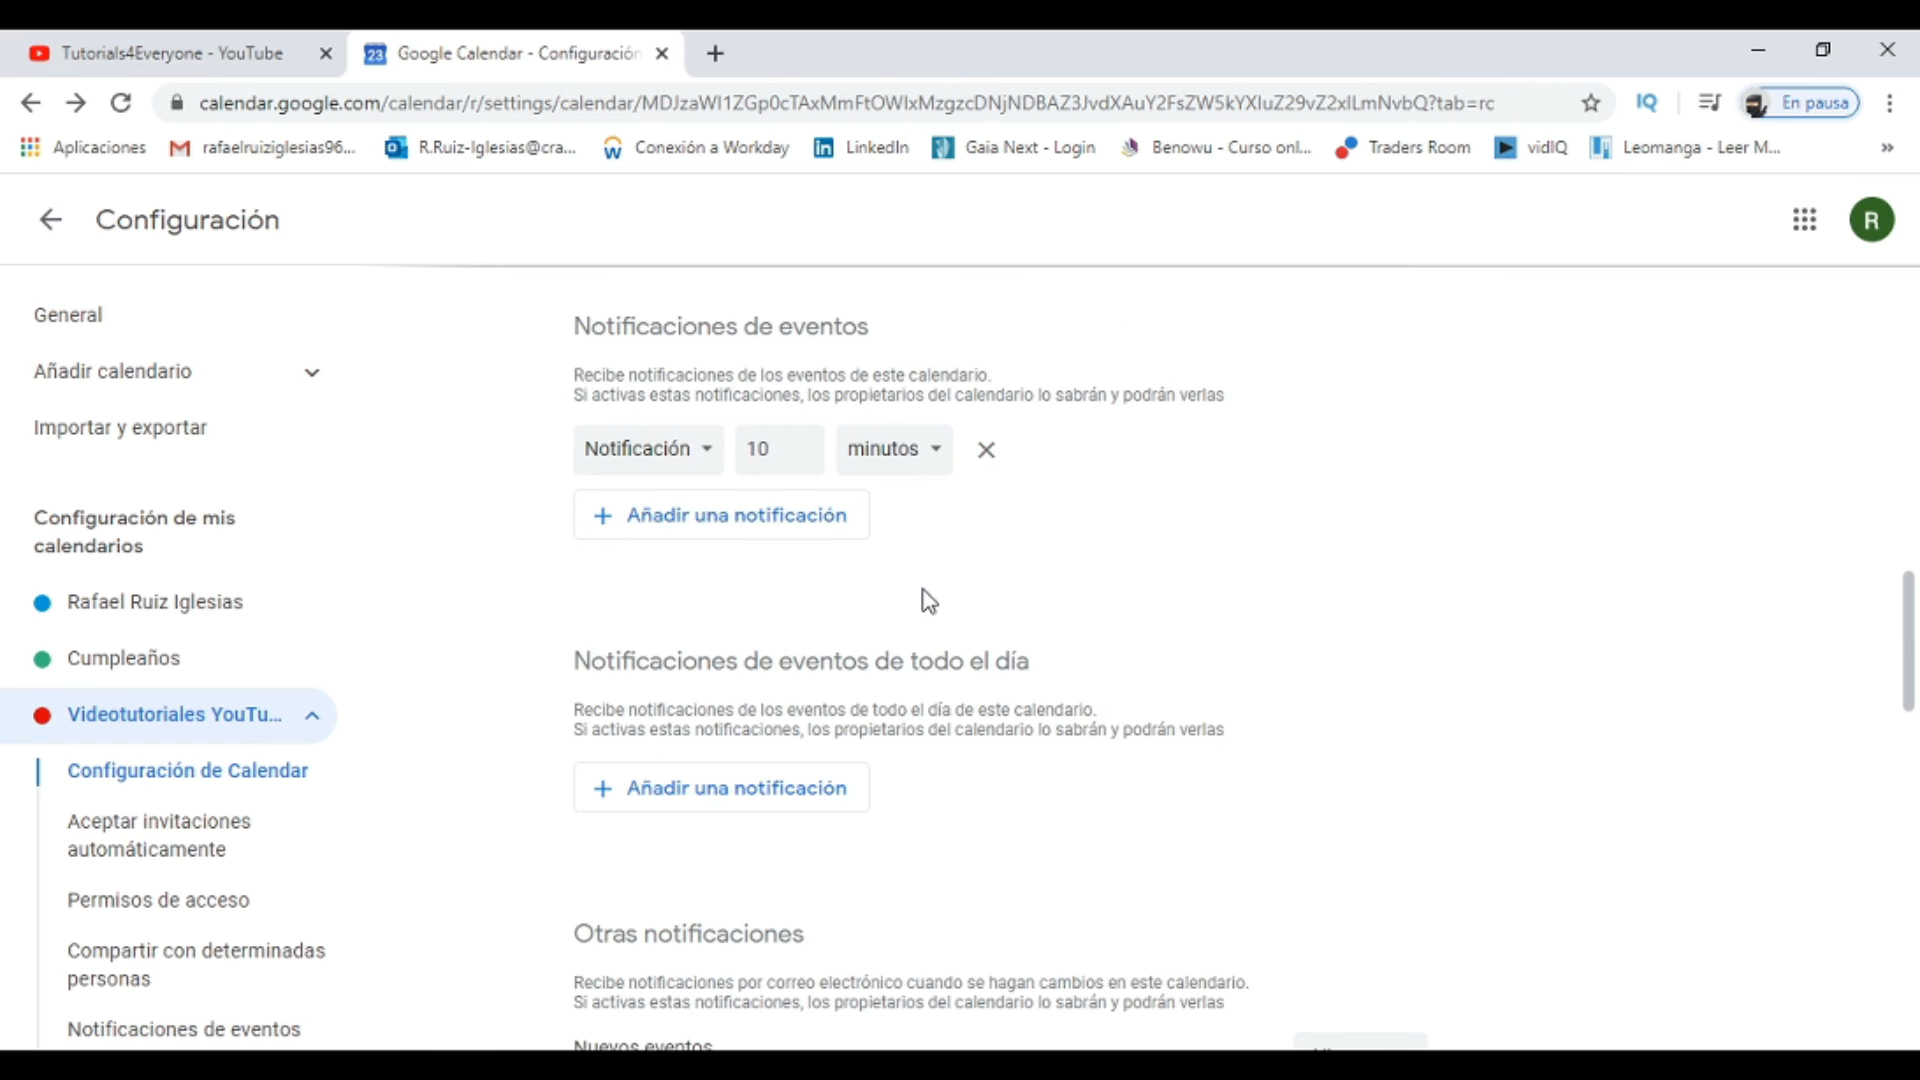 Tutorials4Everyone - YouTube
23 Google Calendar - Configuración
calendar.google.com/calendar/r/settings/calendar/MDJzaWI1ZGp0cTAxMmFtOWIxMzgzcDNjNDBAZ3JvdXAuY2FsZW5kYXIuZ29vZ2xlLmNvbQ?tab=rc
IQ
En pausa
Aplicaciones
rafaelruiziglesias96...
R.Ruiz-Iglesias@cra...
Conexión a Workday
LinkedIn
Gaia Next - Login
Benowu - Curso onl...
Traders Room
vidIQ
Leomanga - Leer M...
»
Configuración
R
General
Añadir calendario
Importar y exportar
Configuración de mis
calendarios
Rafael Ruiz Iglesias
Cumpleaños
Videotutoriales YouTu...
Configuración de Calendar
Aceptar invitaciones
automáticamente
Permisos de acceso
Compartir con determinadas
personas
Notificaciones de eventos
Notificaciones de eventos
Recibe notificaciones de los eventos de este calendario.
Si activas estas notificaciones, los propietarios del calendario lo sabrán y podrán verlas
Notificación 10 minutos
+ Añadir una notificación
Notificaciones de eventos de todo el día
Recibe notificaciones de los eventos de todo el día de este calendario.
Si activas estas notificaciones, los propietarios del calendario lo sabrán y podrán verlas
+ Añadir una notificación
Otras notificaciones
Recibe notificaciones por correo electrónico cuando se hagan cambios en este calendario.
Si activas estas notificaciones, los propietarios del calendario lo sabrán y podrán verlas
Nuevos eventos